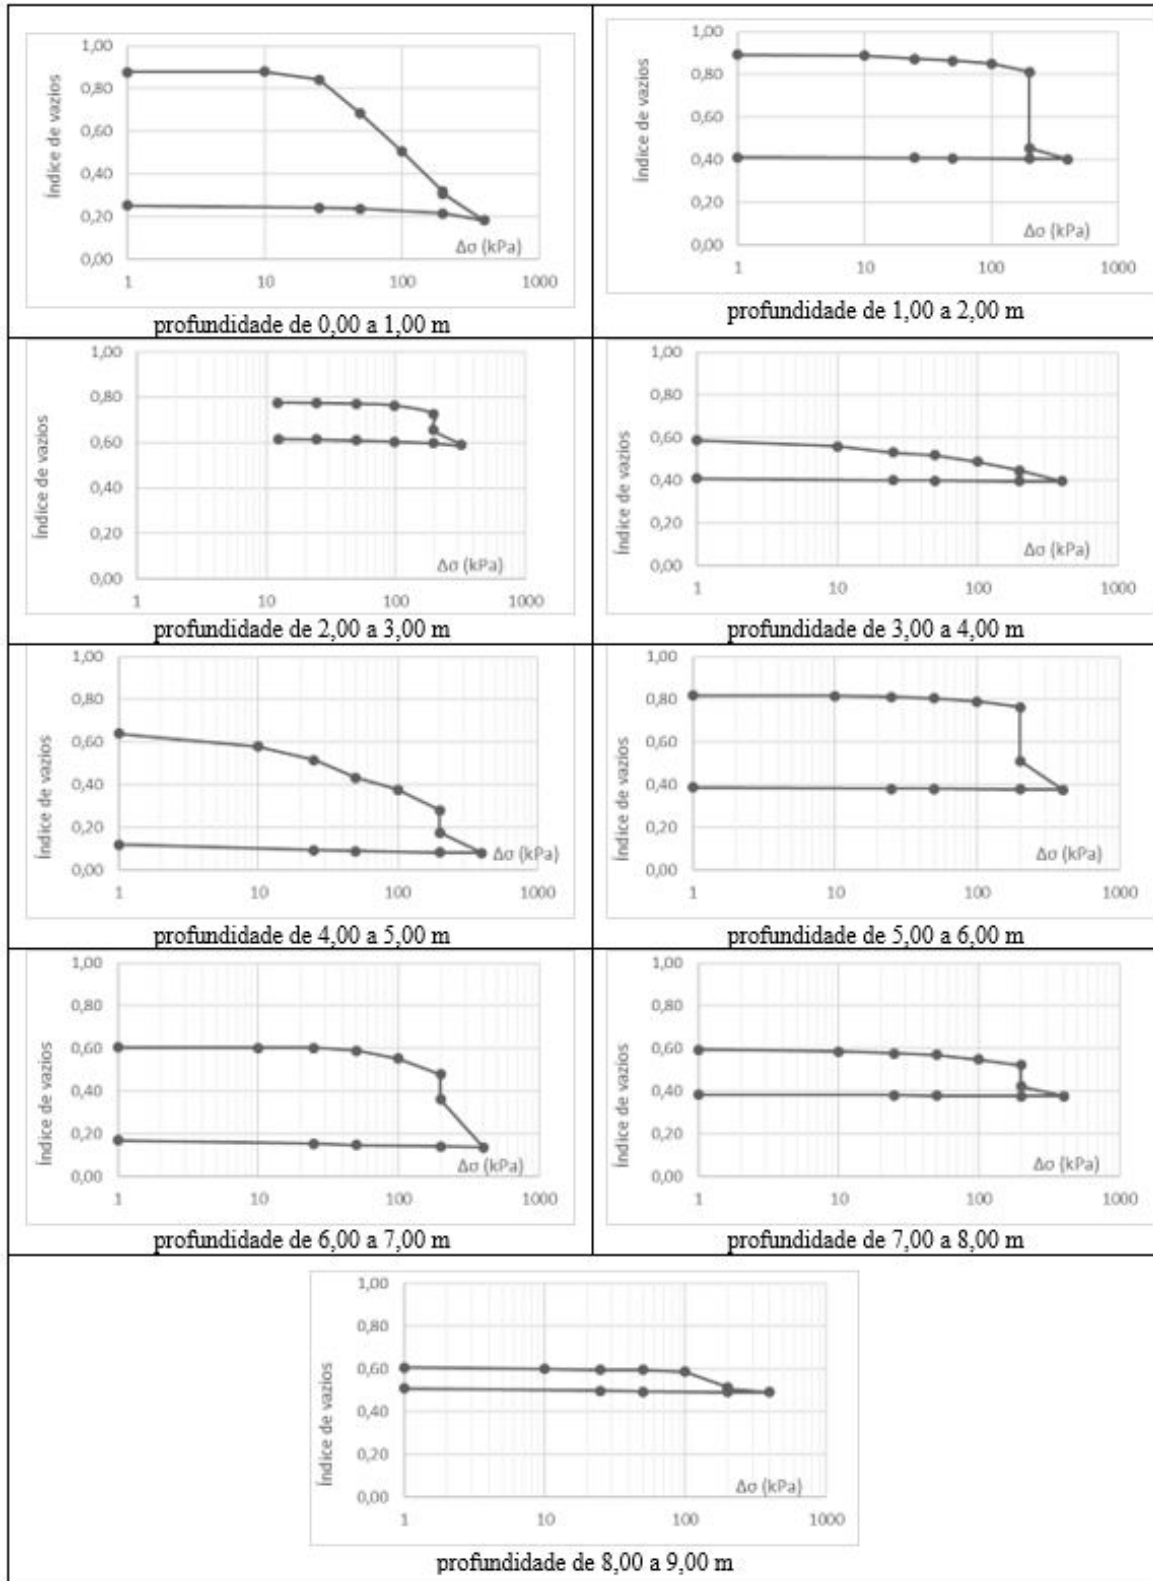 1,00
0,80
0,60
0,40
0,20
0,00
Índice de vazios
Δσ (kPa)
1 10 100 1000
profundidade de 0,00 a 1,00 m
1,00
0,80
0,60
0,40
0,20
0,00
Índice de vazios
Δσ (kPa)
1 10 100 1000
profundidade de 1,00 a 2,00 m
1,00
0,80
0,60
0,40
0,20
0,00
Índice de vazios
Δσ (kPa)
1 10 100 1000
profundidade de 2,00 a 3,00 m
1,00
0,80
0,60
0,40
0,20
0,00
Índice de vazios
Δσ (kPa)
1 10 100 1000
profundidade de 3,00 a 4,00 m
1,00
0,80
0,60
0,40
0,20
0,00
Índice de vazios
Δσ (kPa)
1 10 100 1000
profundidade de 4,00 a 5,00 m
1,00
0,80
0,60
0,40
0,20
0,00
Índice de vazios
Δσ (kPa)
1 10 100 1000
profundidade de 5,00 a 6,00 m
1,00
0,80
0,60
0,40
0,20
0,00
Índice de vazios
Δσ (kPa)
1 10 100 1000
profundidade de 6,00 a 7,00 m
1,00
0,80
0,60
0,40
0,20
0,00
Índice de vazios
Δσ (kPa)
1 10 100 1000
profundidade de 7,00 a 8,00 m
1,00
0,80
0,60
0,40
0,20
0,00
Índice de vazios
Δσ (kPa)
1 10 100 1000
profundidade de 8,00 a 9,00 m